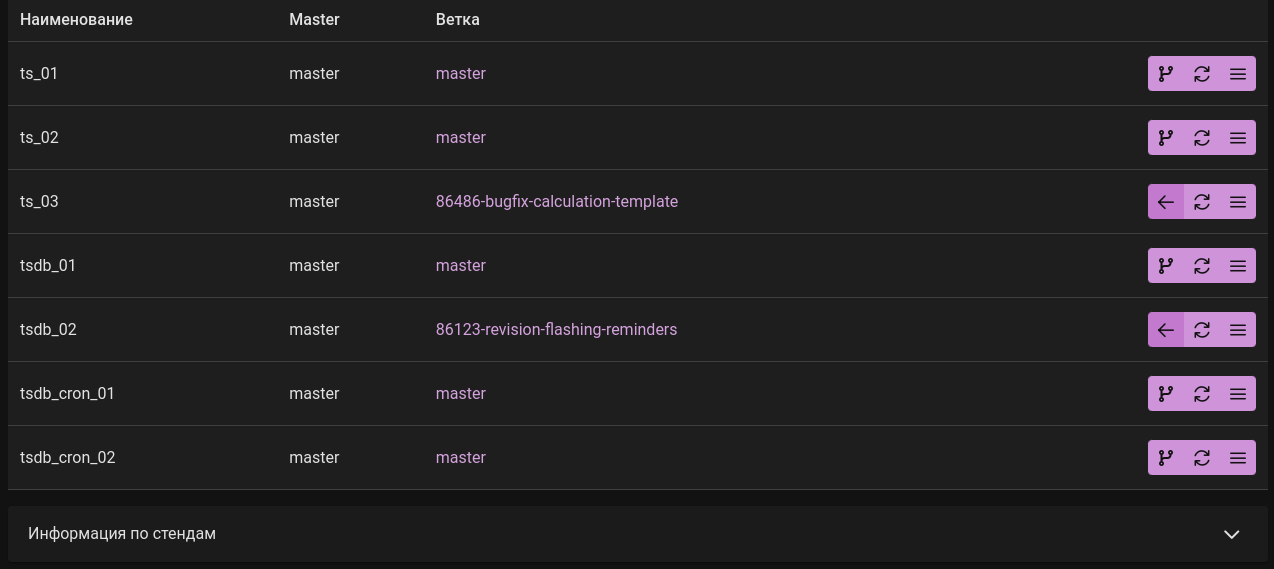 Наименование Master Ветка
ts_01 master master
ts_02 master master
ts_03 master 86486-bugfix-calculation-template
tsdb_01 master master
tsdb_02 master 86123-revision-flashing-reminders
tsdb_cron_01 master master
tsdb_cron_02 master master
Информация по стендам